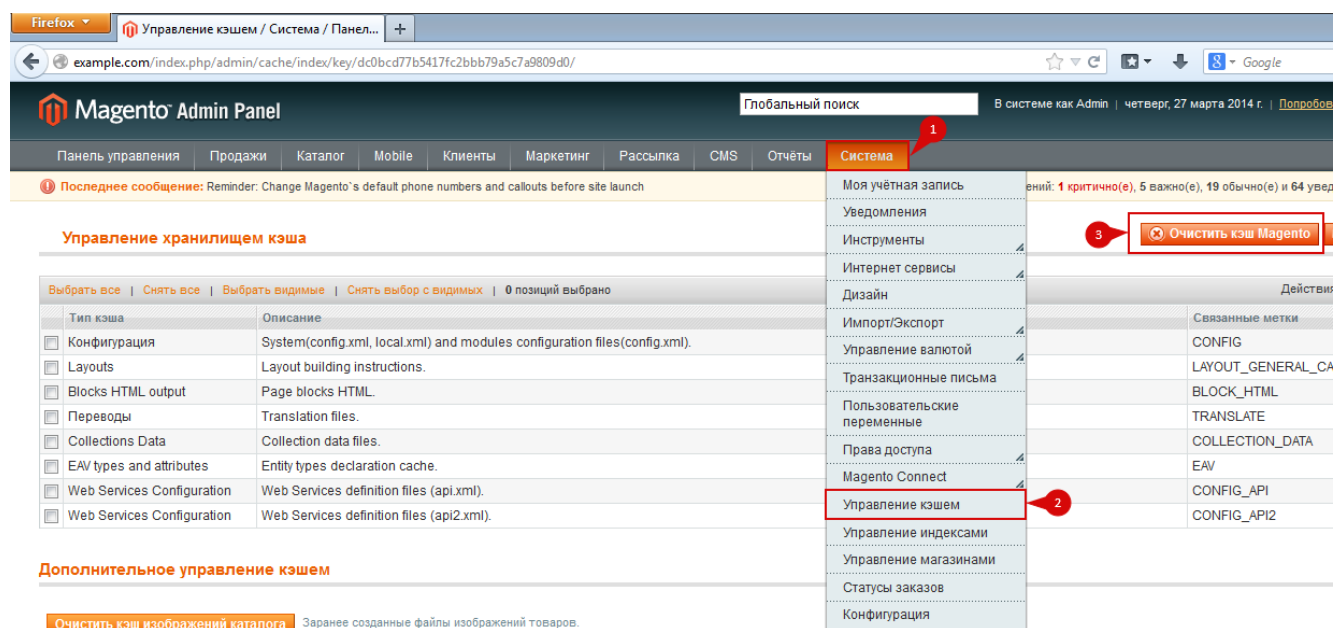 Firefox
Управление кэшем / Система / Панел...
example.com/index.php/admin/cache/index/key/dc0bcd77b5417fc2bbb79a5c7a9809d0/
Google
Magento Admin Panel
Глобальный поиск
В системе как Admin | четверг, 27 марта 2014 г. | Попробов
1
Панель управления Продажи Каталог Mobile Клиенты Маркетинг Рассылка CMS Отчёты Система
Последнее сообщение: Reminder: Change Magento`s default phone numbers and callouts before site launch
ений: 1 критично(е), 5 важно(е), 19 обычно(е) и 64 увед
Моя учётная запись
Уведомления
Инструменты
Интернет сервисы
Дизайн
Импорт/Экспорт
Управление валютой
Транзакционные письма
Пользовательские
переменные
Права доступа
Magento Connect
Управление кэшем
2
Управление индексами
Управление магазинами
Статусы заказов
Конфигурация
Управление хранилищем кэша
3
Очистить кэш Magento
Выбрать все | Снять все | Выбрать видимые | Снять выбор с видимых | 0 позиций выбрано
Действия
Тип кэша Описание Связанные метки
Конфигурация System(config.xml, local.xml) and modules configuration files(config.xml). CONFIG
Layouts Layout building instructions. LAYOUT_GENERAL_CA
Blocks HTML output Page blocks HTML. BLOCK_HTML
Переводы Translation files. TRANSLATE
Collections Data Collection data files. COLLECTION_DATA
EAV types and attributes Entity types declaration cache. EAV
Web Services Configuration Web Services definition files (api.xml). CONFIG_API
Web Services Configuration Web Services definition files (api2.xml). CONFIG_API2
Дополнительное управление кэшем
Очистить кэш изображений каталога Заранее созданные файлы изображений товаров.